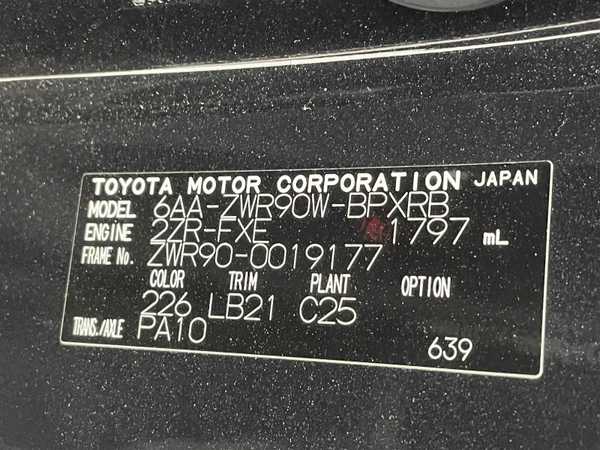 TOYOTA MOTOR CORPORATION JAPAN
MODEL 6AA-ZWR90W-BPXRB
ENGINE 2ZR-FXE 1797 mL
FRAME No. ZWR90-0019177
COLOR TRIM PLANT OPTION
226 LB21 C25
TRANS./AXLE PA10
639